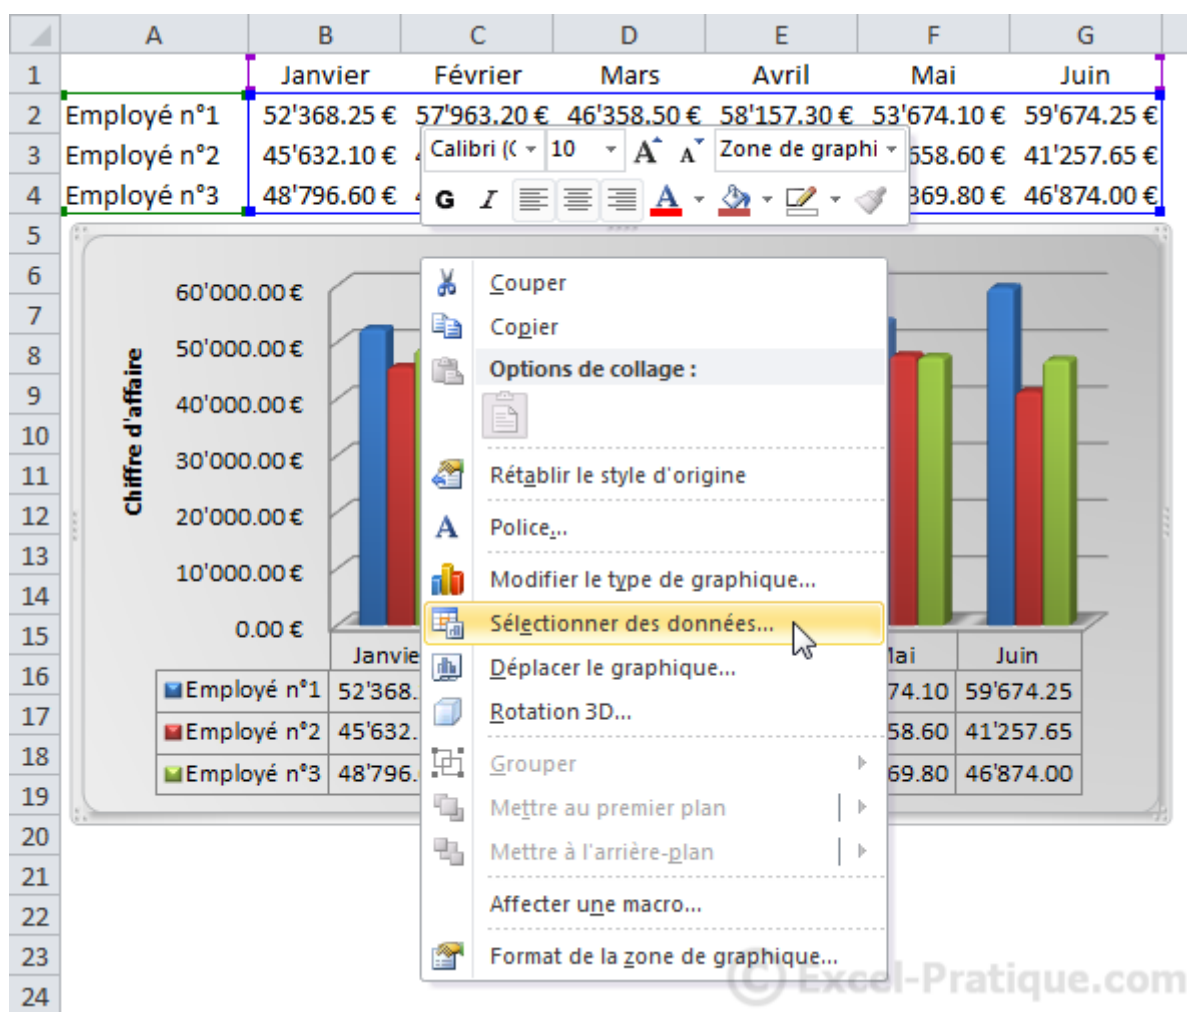 A B C D E F G
1 Janvier Février Mars Avril Mai Juin
2 Employé n°1 52'368.25 € 57'963.20 € 46'358.50 € 58'157.30 € 53'674.10 € 59'674.25 €
3 Employé n°2 45'632.10 € 658.60 € 41'257.65 €
4 Employé n°3 48'796.60 € 369.80 € 46'874.00 €
Calibri (C 10 A A Zone de graphi
G I A
5
6
7
8
9
10
11
12
13
14
15
16
17
18
19
20
21
22
23
24
Chiffre d'affaire
60'000.00 €
50'000.00 €
40'000.00 €
30'000.00 €
20'000.00 €
10'000.00 €
0.00 €
Janvie Mai Juin
Employé n°1 52'368. 74.10 59'674.25
Employé n°2 45'632. 58.60 41'257.65
Employé n°3 48'796. 69.80 46'874.00
Couper
Copier
Options de collage :
Rétablir le style d'origine
A Police...
Modifier le type de graphique...
Sélectionner des données...
Déplacer le graphique...
Rotation 3D...
Grouper
Mettre au premier plan
Mettre à l'arrière-plan
Affecter une macro...
Format de la zone de graphique...
© Excel-Pratique.com